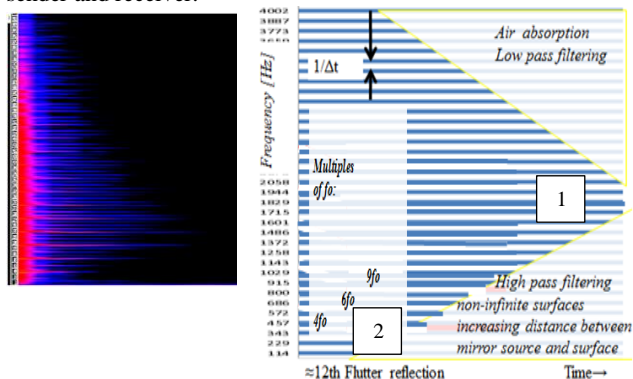 sender and receiver.
4002
3887
3773
Air absorption
Low pass filtering
1/Δt
Frequency [Hz]
Multiples
of fo:
2058
1944
1829
1715
1601
1486
1372
1258
1143
1029
915
800
686
572
457
343
229
114
1
9fo
6fo
4fo
2
High pass filtering
non-infinite surfaces
increasing distance between
mirror source and surface
≈12th Flutter reflection
Time→